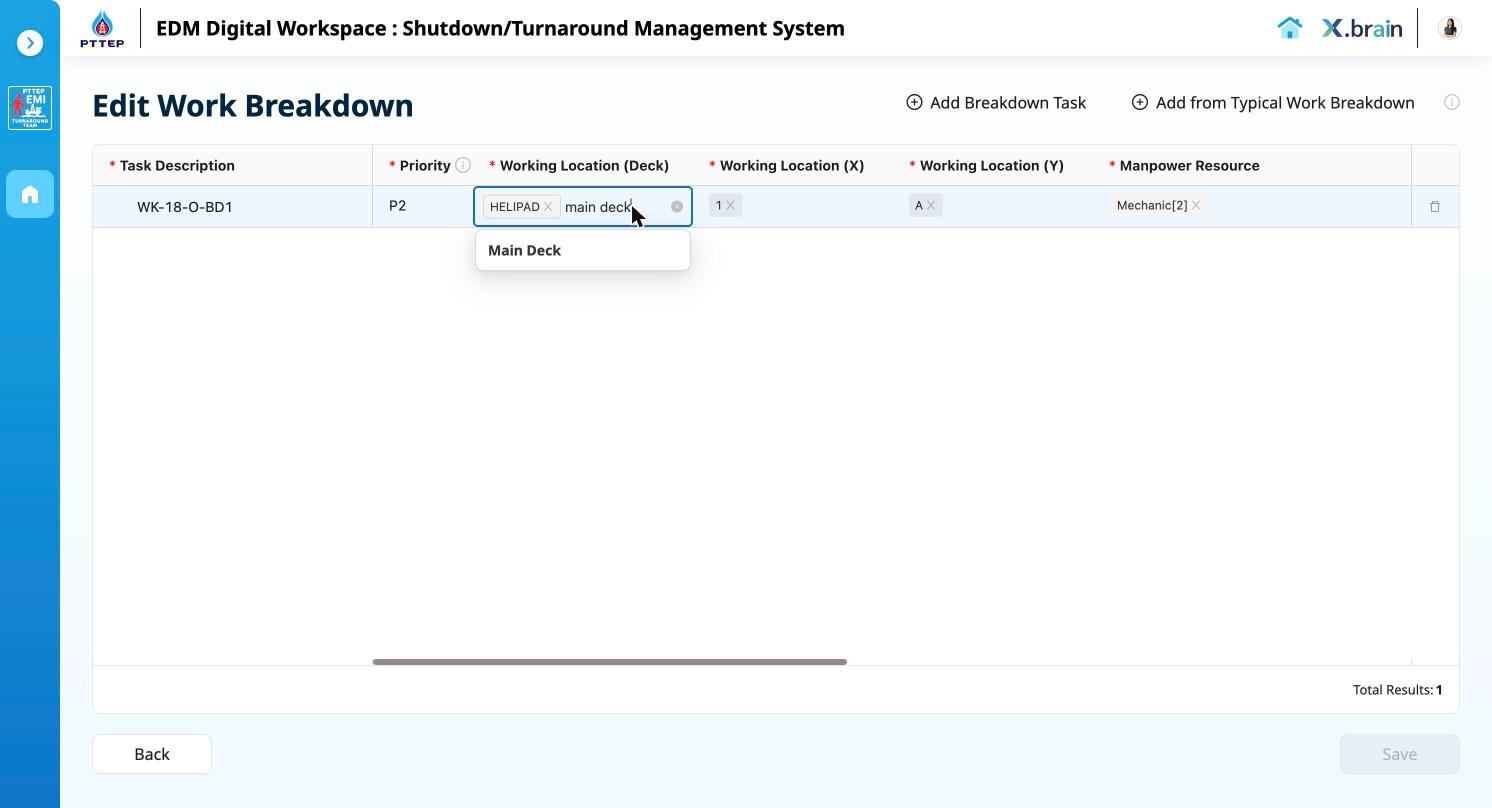 PTTEP
EDM Digital Workspace : Shutdown/Turnaround Management System
X.brain
PTTEP
EMI
TURNAROUND
TEAM
Edit Work Breakdown
Add Breakdown Task
Add from Typical Work Breakdown
* Task Description
* Priority
* Working Location (Deck)
* Working Location (X)
* Working Location (Y)
* Manpower Resource
WK-18-O-BD1
P2
HELIPAD
main deck
1
A
Mechanic[2]
Main Deck
Total Results: 1
Back
Save